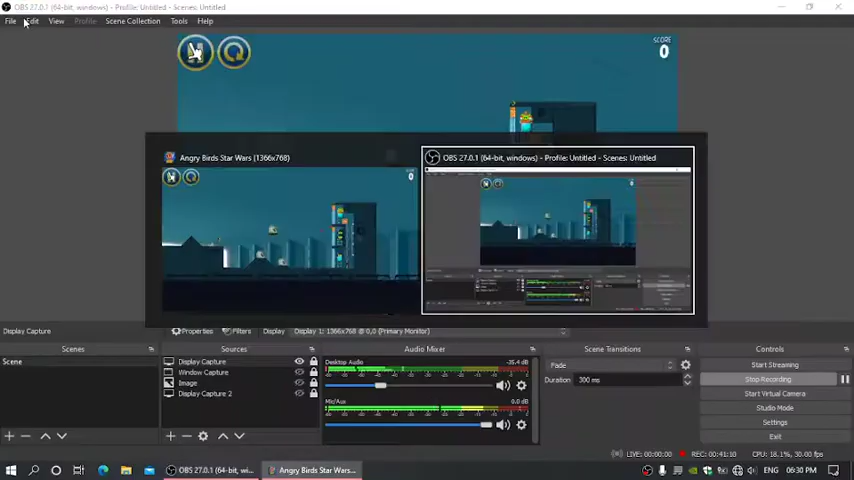 OBS 27.0.1 (64-bit, windows) - Profile: Untitled - Scenes: Untitled
File Edit View Profile Scene Collection Tools Help
SCORE
0
Angry Birds Star Wars (1366x768)
OBS 27.0.1 (64-bit, windows) - Profile: Untitled - Scenes: Untitled
Display Capture Properties Filters Display Display 1: 1366x768 @ 0,0 (Primary Monitor)
Scenes Sources Audio Mixer Scene Transitions Controls
Scene
Display Capture
Window Capture
Image
Display Capture 2
Desktop Audio -35.4 dB
Mic/Aux 0.0 dB
Fade
Duration 300 ms
Start Streaming
Stop Recording
Start Virtual Camera
Studio Mode
Settings
Exit
LIVE: 00:00:00 REC: 00:41:10 CPU: 18.1%, 30.00 fps
OBS 27.0.1 (64-bit, wi... Angry Birds Star Wars... ENG 06:30 PM